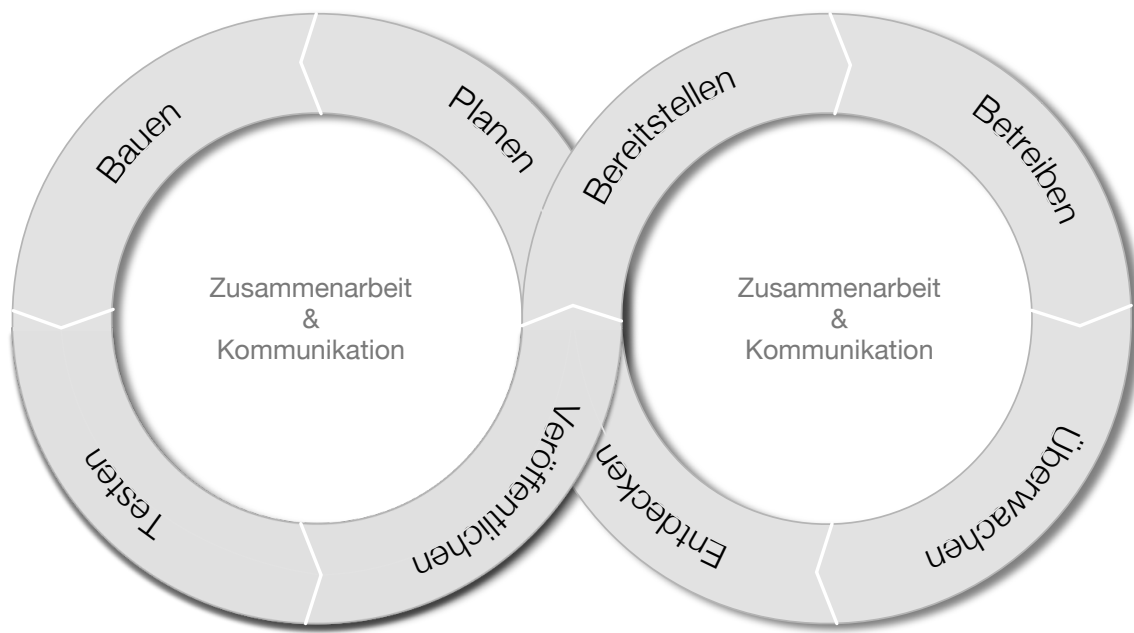 Bauen
Planen
Bereitstellen
Betreiben
Zusammenarbeit
&
Kommunikation
Zusammenarbeit
&
Kommunikation
Testen
Veröffentlichen
Entdecken
Überwachen